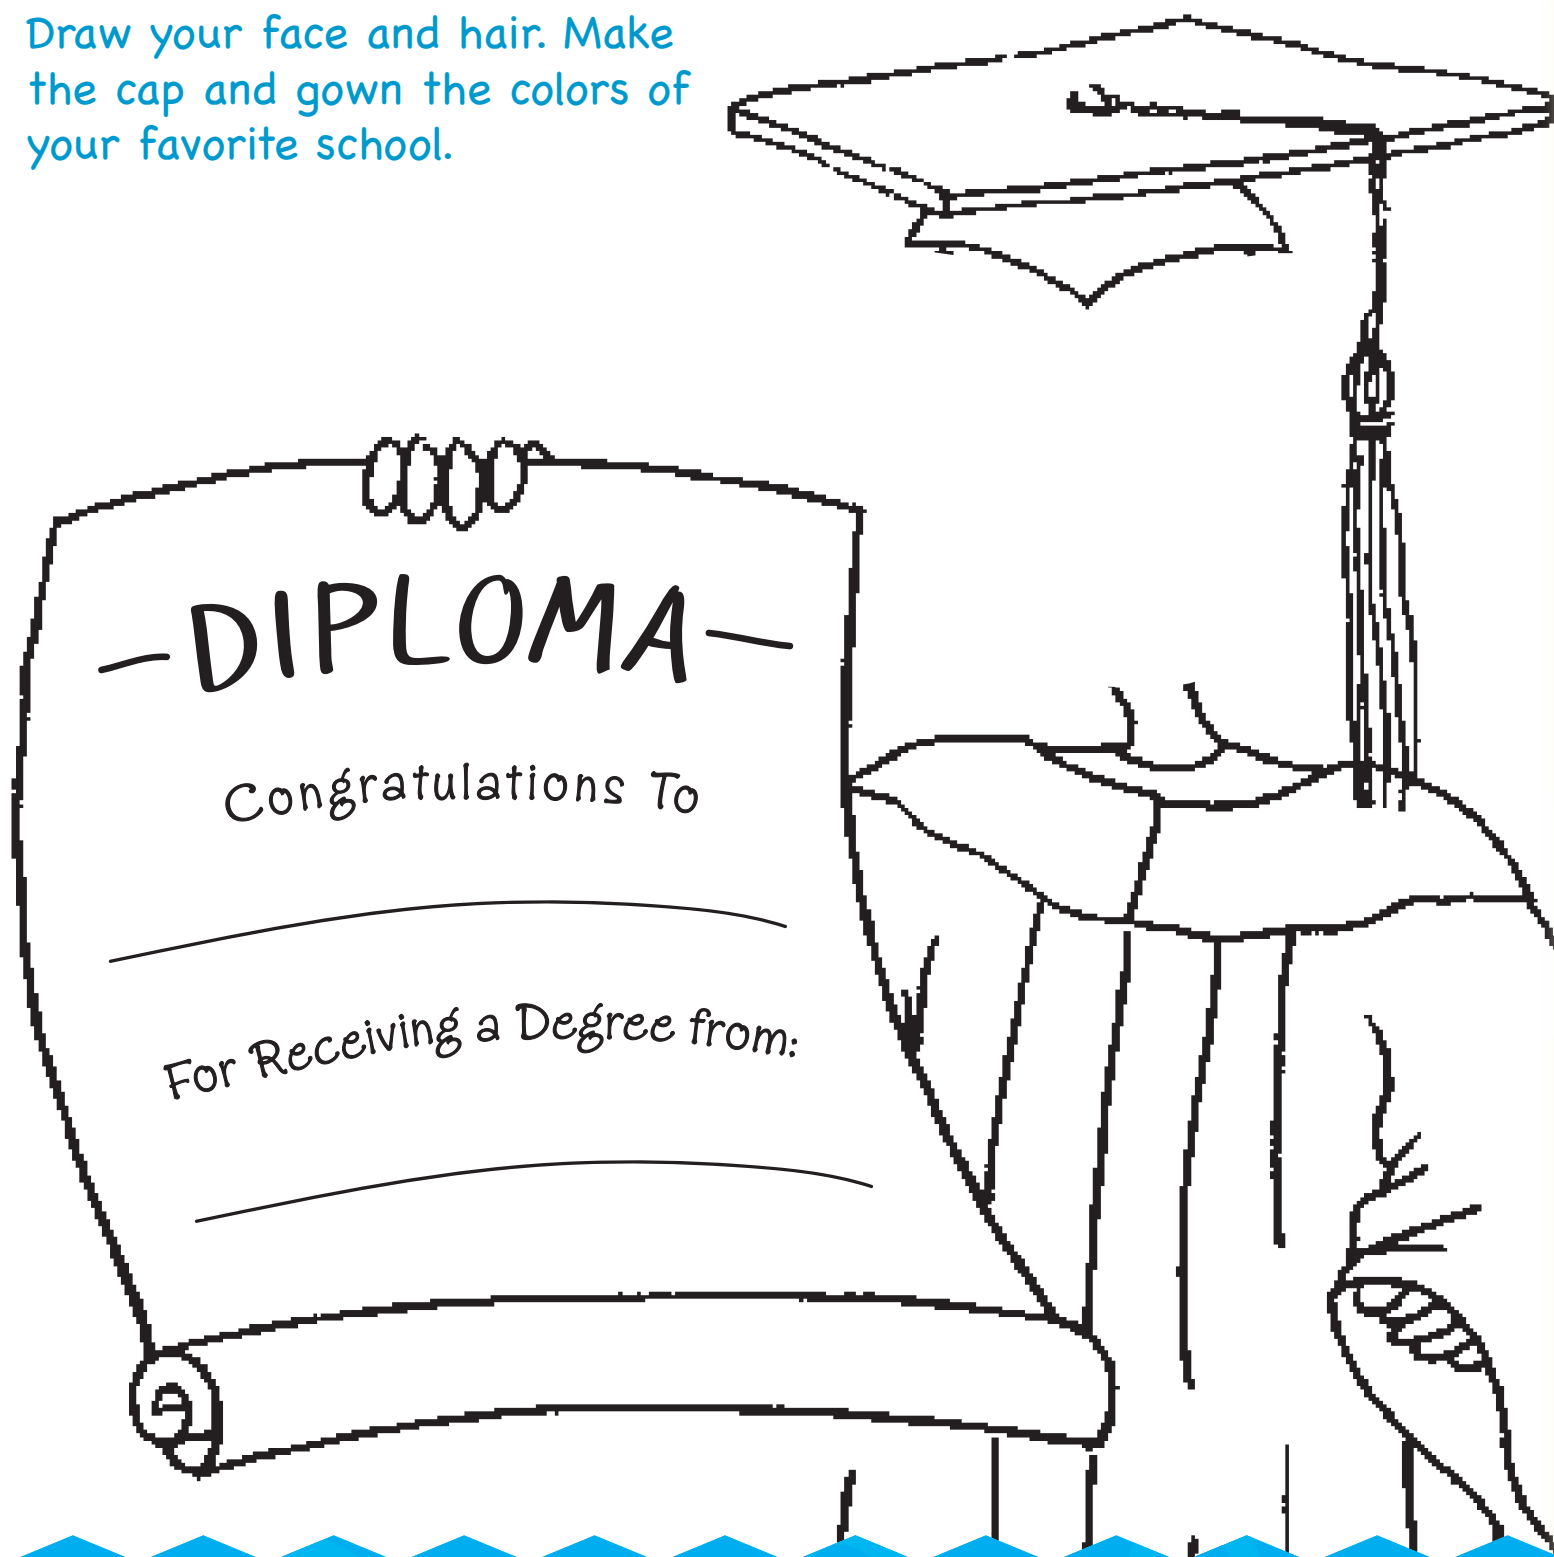 Draw your face and hair. Make
the cap and gown the colors of
your favorite school.
DIPLOMA
Congratulations To
For Receiving a Degree from: